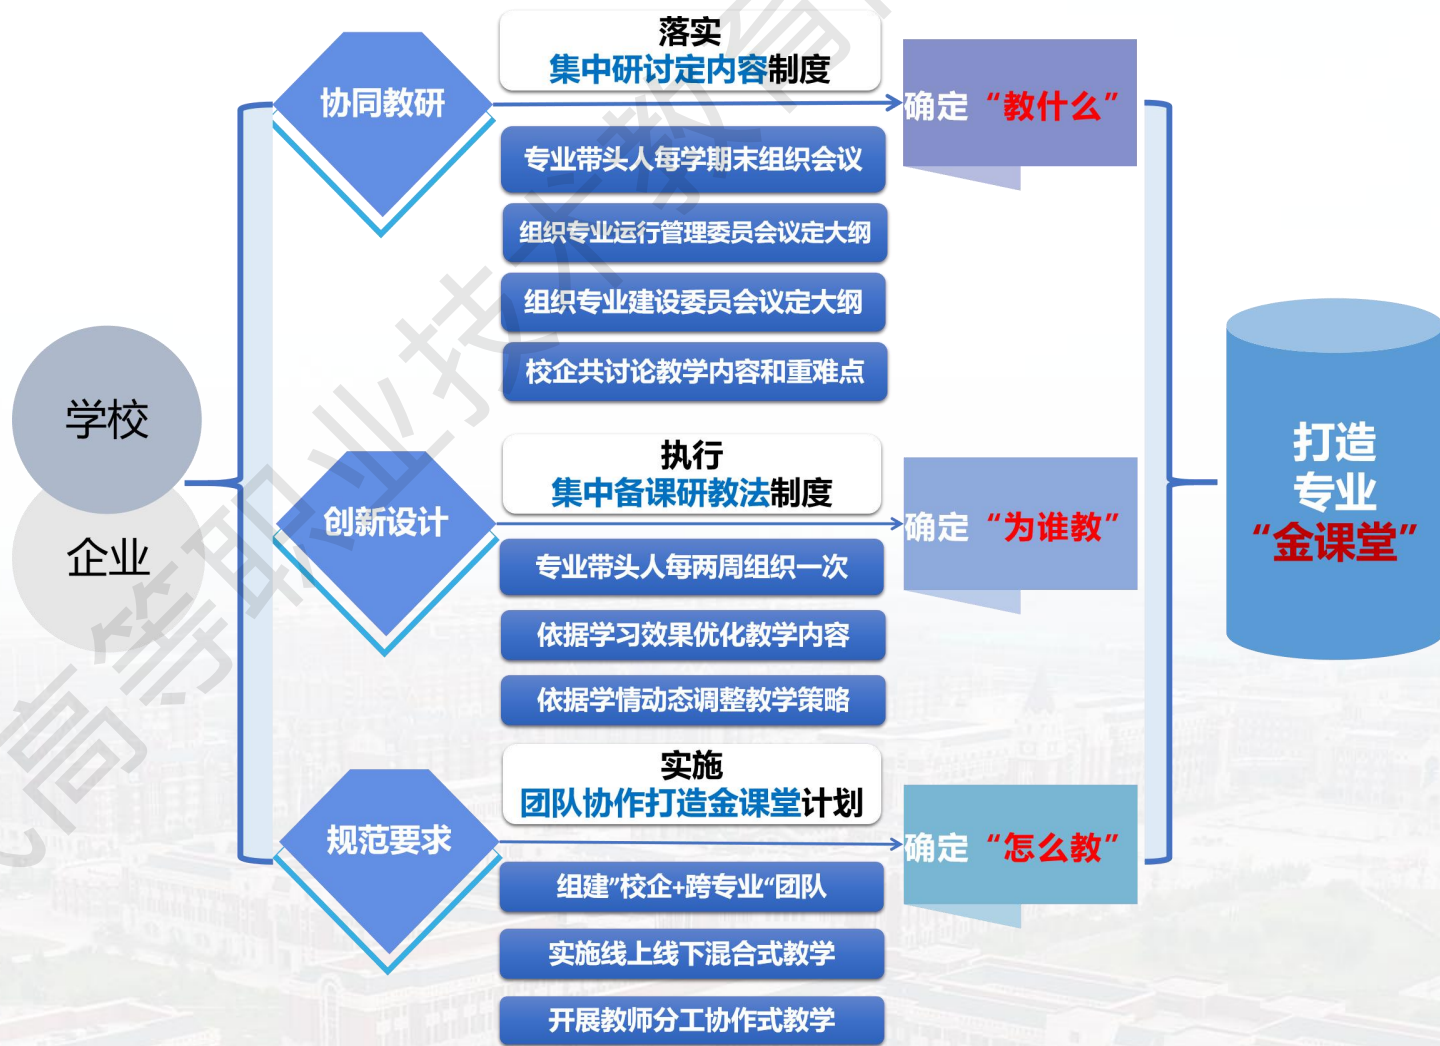 学校
企业
协同教研
落实
集中研讨定内容制度
专业带头人每学期末组织会议
组织专业运行管理委员会议定大纲
组织专业建设委员会议定大纲
校企共讨论教学内容和重难点
确定“教什么”
创新设计
执行
集中备课研教法制度
专业带头人每两周组织一次
依据学习效果优化教学内容
依据学情动态调整教学策略
确定“为谁教”
规范要求
实施
团队协作打造金课堂计划
组建”校企+跨专业“团队
实施线上线下混合式教学
开展教师分工协作式教学
确定“怎么教”
打造
专业
“金课堂”
高等职业技术教育